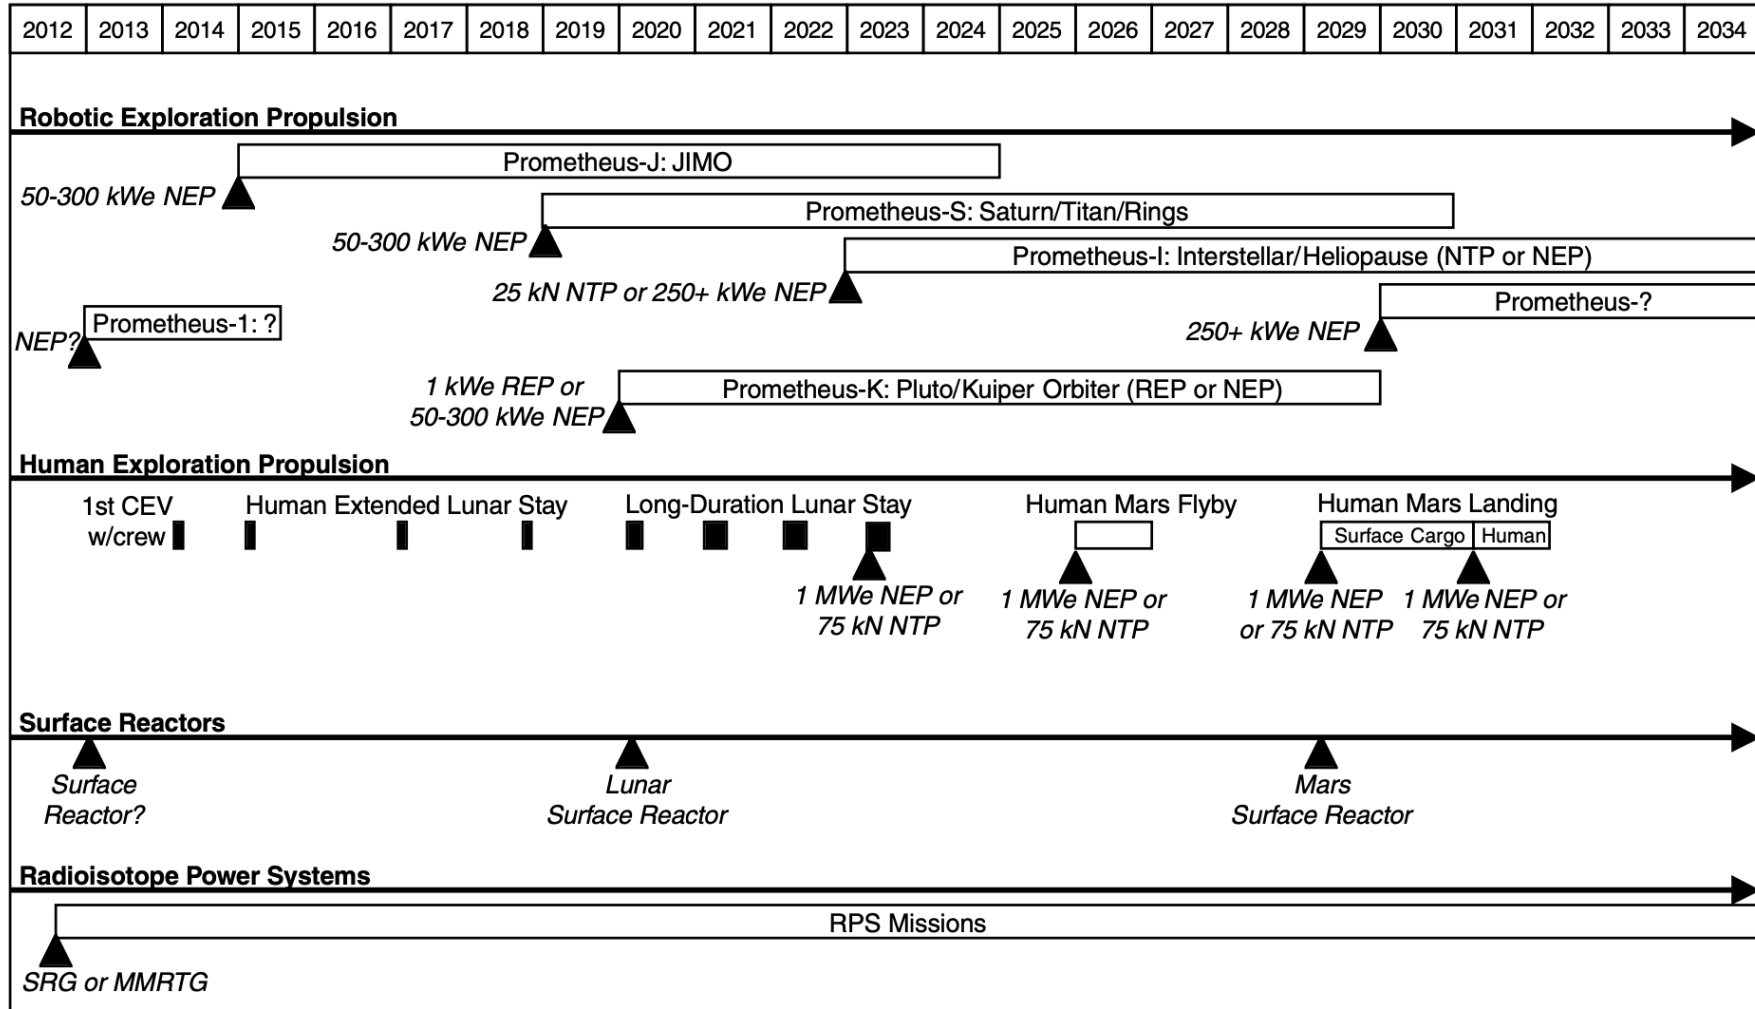 2012 2013 2014 2015 2016 2017 2018 2019 2020 2021 2022 2023 2024 2025 2026 2027 2028 2029 2030 2031 2032 2033 2034
Robotic Exploration Propulsion
Prometheus-J: JIMO
50-300 kWe NEP
Prometheus-S: Saturn/Titan/Rings
50-300 kWe NEP
Prometheus-I: Interstellar/Heliopause (NTP or NEP)
25 kN NTP or 250+ kWe NEP
Prometheus-?
250+ kWe NEP
Prometheus-1: ?
NEP?
1 kWe REP or
50-300 kWe NEP
Prometheus-K: Pluto/Kuiper Orbiter (REP or NEP)
Human Exploration Propulsion
1st CEV
w/crew
Human Extended Lunar Stay
Long-Duration Lunar Stay
Human Mars Flyby
Human Mars Landing
Surface Cargo
Human
1 MWe NEP or
75 kN NTP
1 MWe NEP or
75 kN NTP
1 MWe NEP
or 75 kN NTP
1 MWe NEP or
75 kN NTP
Surface Reactors
Surface
Reactor?
Lunar
Surface Reactor
Mars
Surface Reactor
Radioisotope Power Systems
RPS Missions
SRG or MMRTG